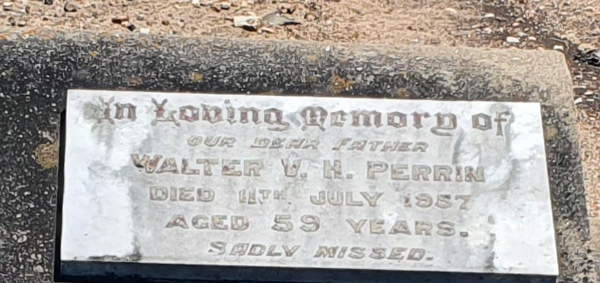 In Loving Memory of
OUR DEAR FATHER
WALTER V. H. PERRIN
DIED 11TH JULY 1957
AGED 59 YEARS.
SADLY MISSED.